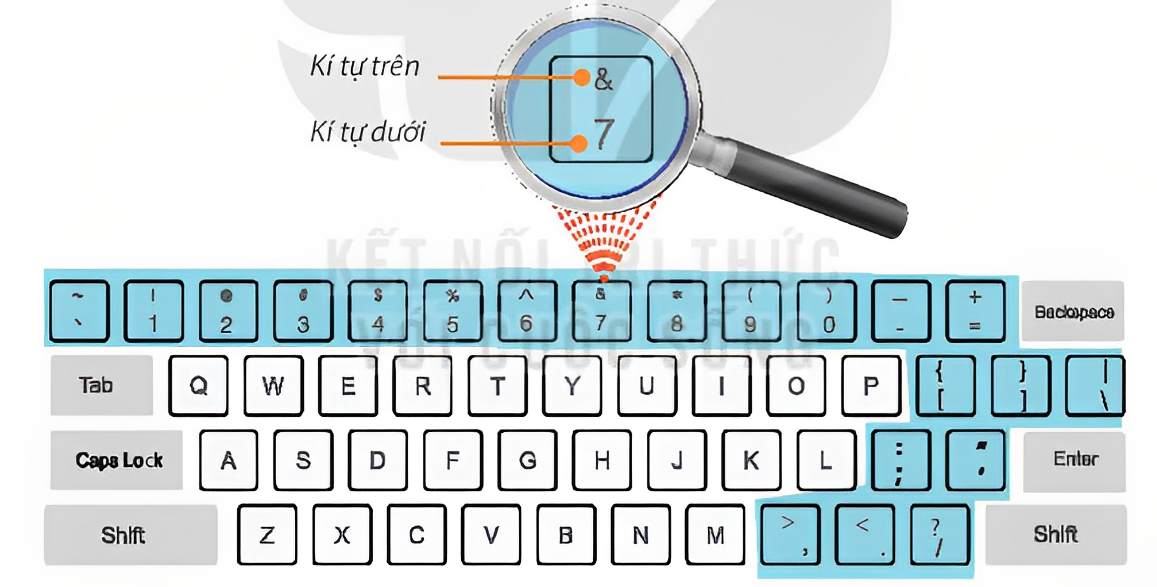 Kí tự trên
&
Kí tự dưới
7
KẾT NỐI TRI THỨC
VỚI CUỘC SỐNG
~ ! @ # $ % ^ & * ( ) _ +
` 1 2 3 4 5 6 7 8 9 0 - = Backspace
Tab Q W E R T Y U I O P { [ } ] | \
Caps Lock A S D F G H J K L : ; " ' Enter
Shift Z X C V B N M > , < . ? / Shift